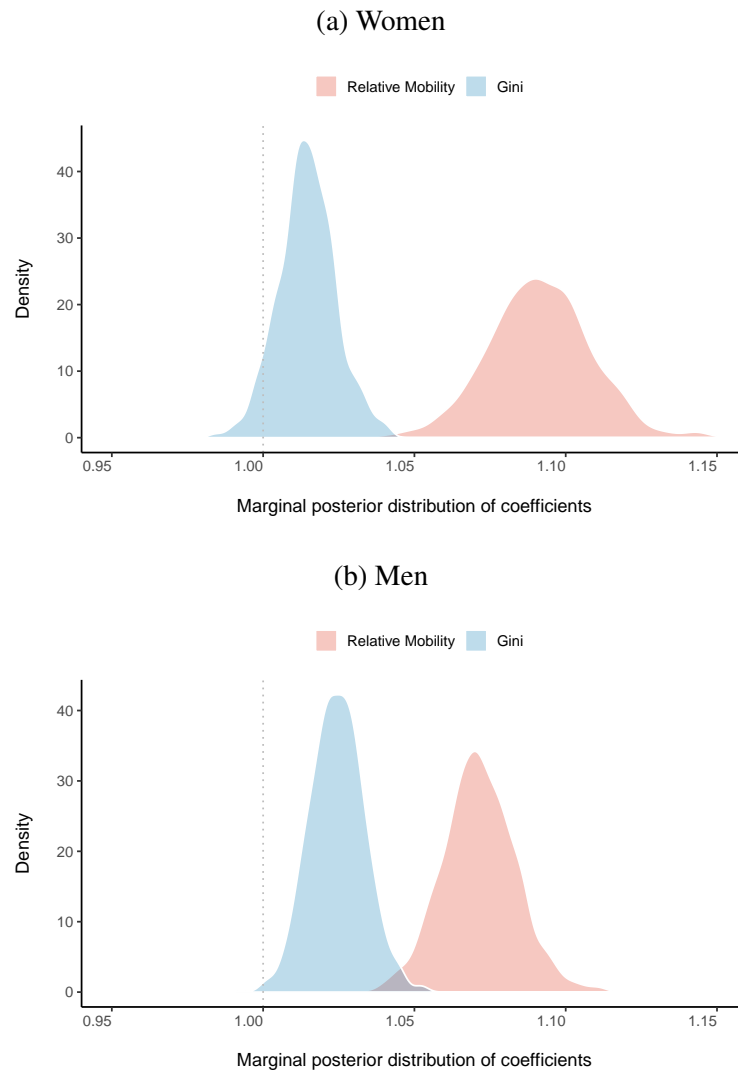 (a) Women
Relative Mobility Gini
40
30
20
10
0
Density
0.95 1.00 1.05 1.10 1.15
Marginal posterior distribution of coefficients
(b) Men
Relative Mobility Gini
40
30
20
10
0
Density
0.95 1.00 1.05 1.10 1.15
Marginal posterior distribution of coefficients